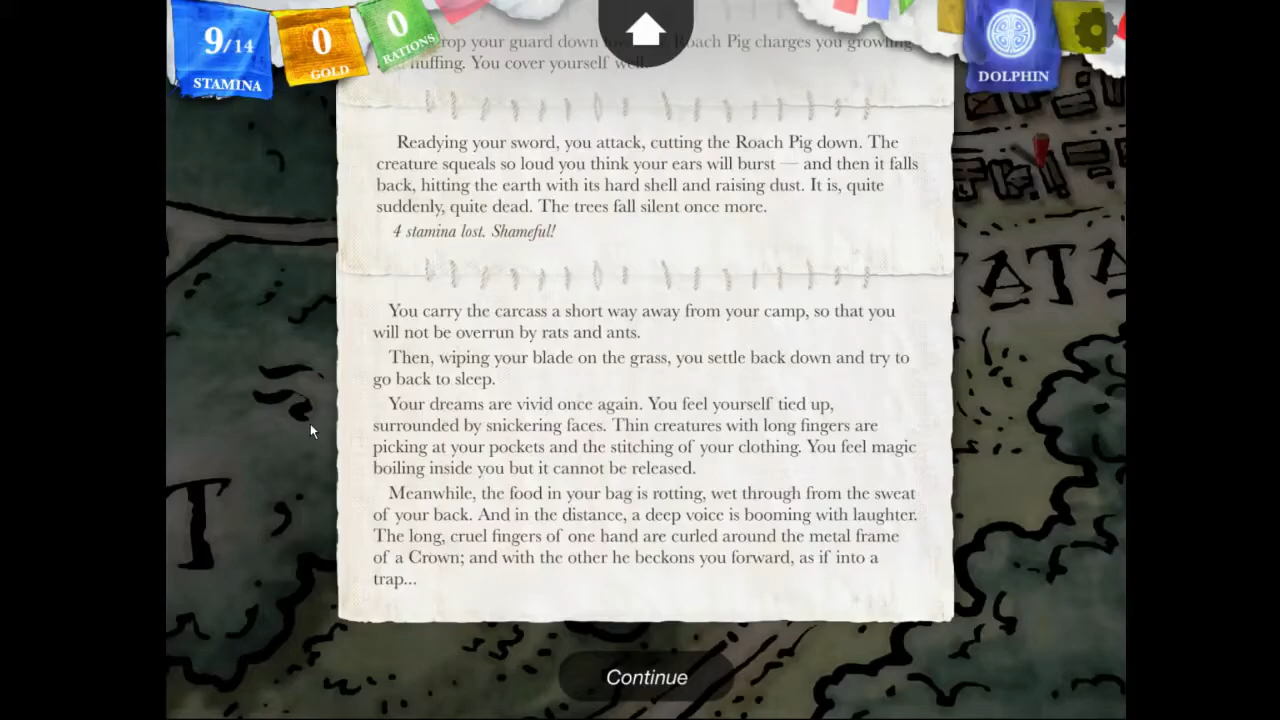 9/14
STAMINA
0
GOLD
0
RATIONS
DOLPHIN
rop your guard down Roach Pig charges you growling
huffing. You cover yourself well.
Readying your sword, you attack, cutting the Roach Pig down. The
creature squeals so loud you think your ears will burst — and then it falls
back, hitting the earth with its hard shell and raising dust. It is, quite
suddenly, quite dead. The trees fall silent once more.
4 stamina lost. Shameful!
You carry the carcass a short way away from your camp, so that you
will not be overrun by rats and ants.
Then, wiping your blade on the grass, you settle back down and try to
go back to sleep.
Your dreams are vivid once again. You feel yourself tied up,
surrounded by snickering faces. Thin creatures with long fingers are
picking at your pockets and the stitching of your clothing. You feel magic
boiling inside you but it cannot be released.
Meanwhile, the food in your bag is rotting, wet through from the sweat
of your back. And in the distance, a deep voice is booming with laughter.
The long, cruel fingers of one hand are curled around the metal frame
of a Crown; and with the other he beckons you forward, as if into a
trap...
ATA
T
Continue